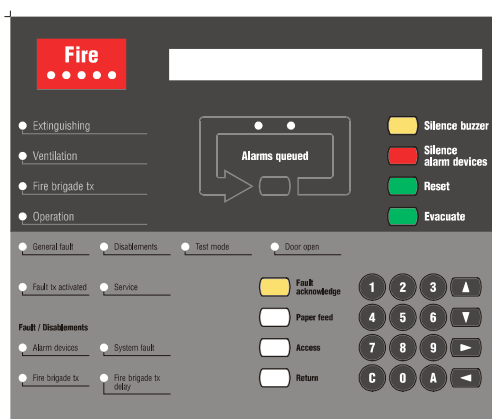 Fire
Extinguishing
Ventilation
Fire brigade tx
Operation
Alarms queued
Silence buzzer
Silence
alarm devices
Reset
Evacuate
General fault
Disablements
Test mode
Door open
Fault tx activated
Service
Fault
acknowledge
1 2 3
Paper feed
4 5 6
Fault / Disablements
Alarm devices
System fault
Access
7 8 9
Fire brigade tx
Fire brigade tx
delay
Return
C 0 A